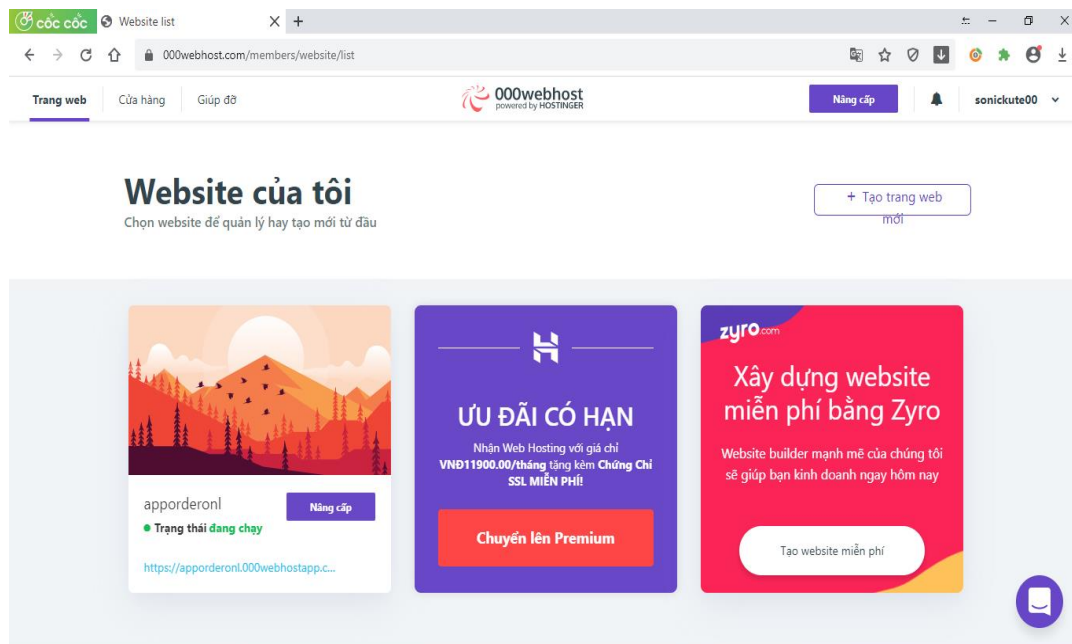 cốc cốc
Website list
000webhost.com/members/website/list
Trang web
Cửa hàng
Giúp đỡ
000webhost
powered by HOSTINGER
Nâng cấp
sonickute00
Website của tôi
Chọn website để quản lý hay tạo mới từ đầu
+ Tạo trang web
mới
apporderonl
Nâng cấp
Trạng thái đang chạy
https://apporderonl.000webhostapp.c...
ƯU ĐÃI CÓ HẠN
Nhận Web Hosting với giá chỉ
VNĐ11900.00/tháng tặng kèm Chứng Chỉ
SSL MIỄN PHÍ!
Chuyển lên Premium
zyro.com
Xây dựng website
miễn phí bằng Zyro
Website builder mạnh mẽ của chúng tôi
sẽ giúp bạn kinh doanh ngay hôm nay
Tạo website miễn phí